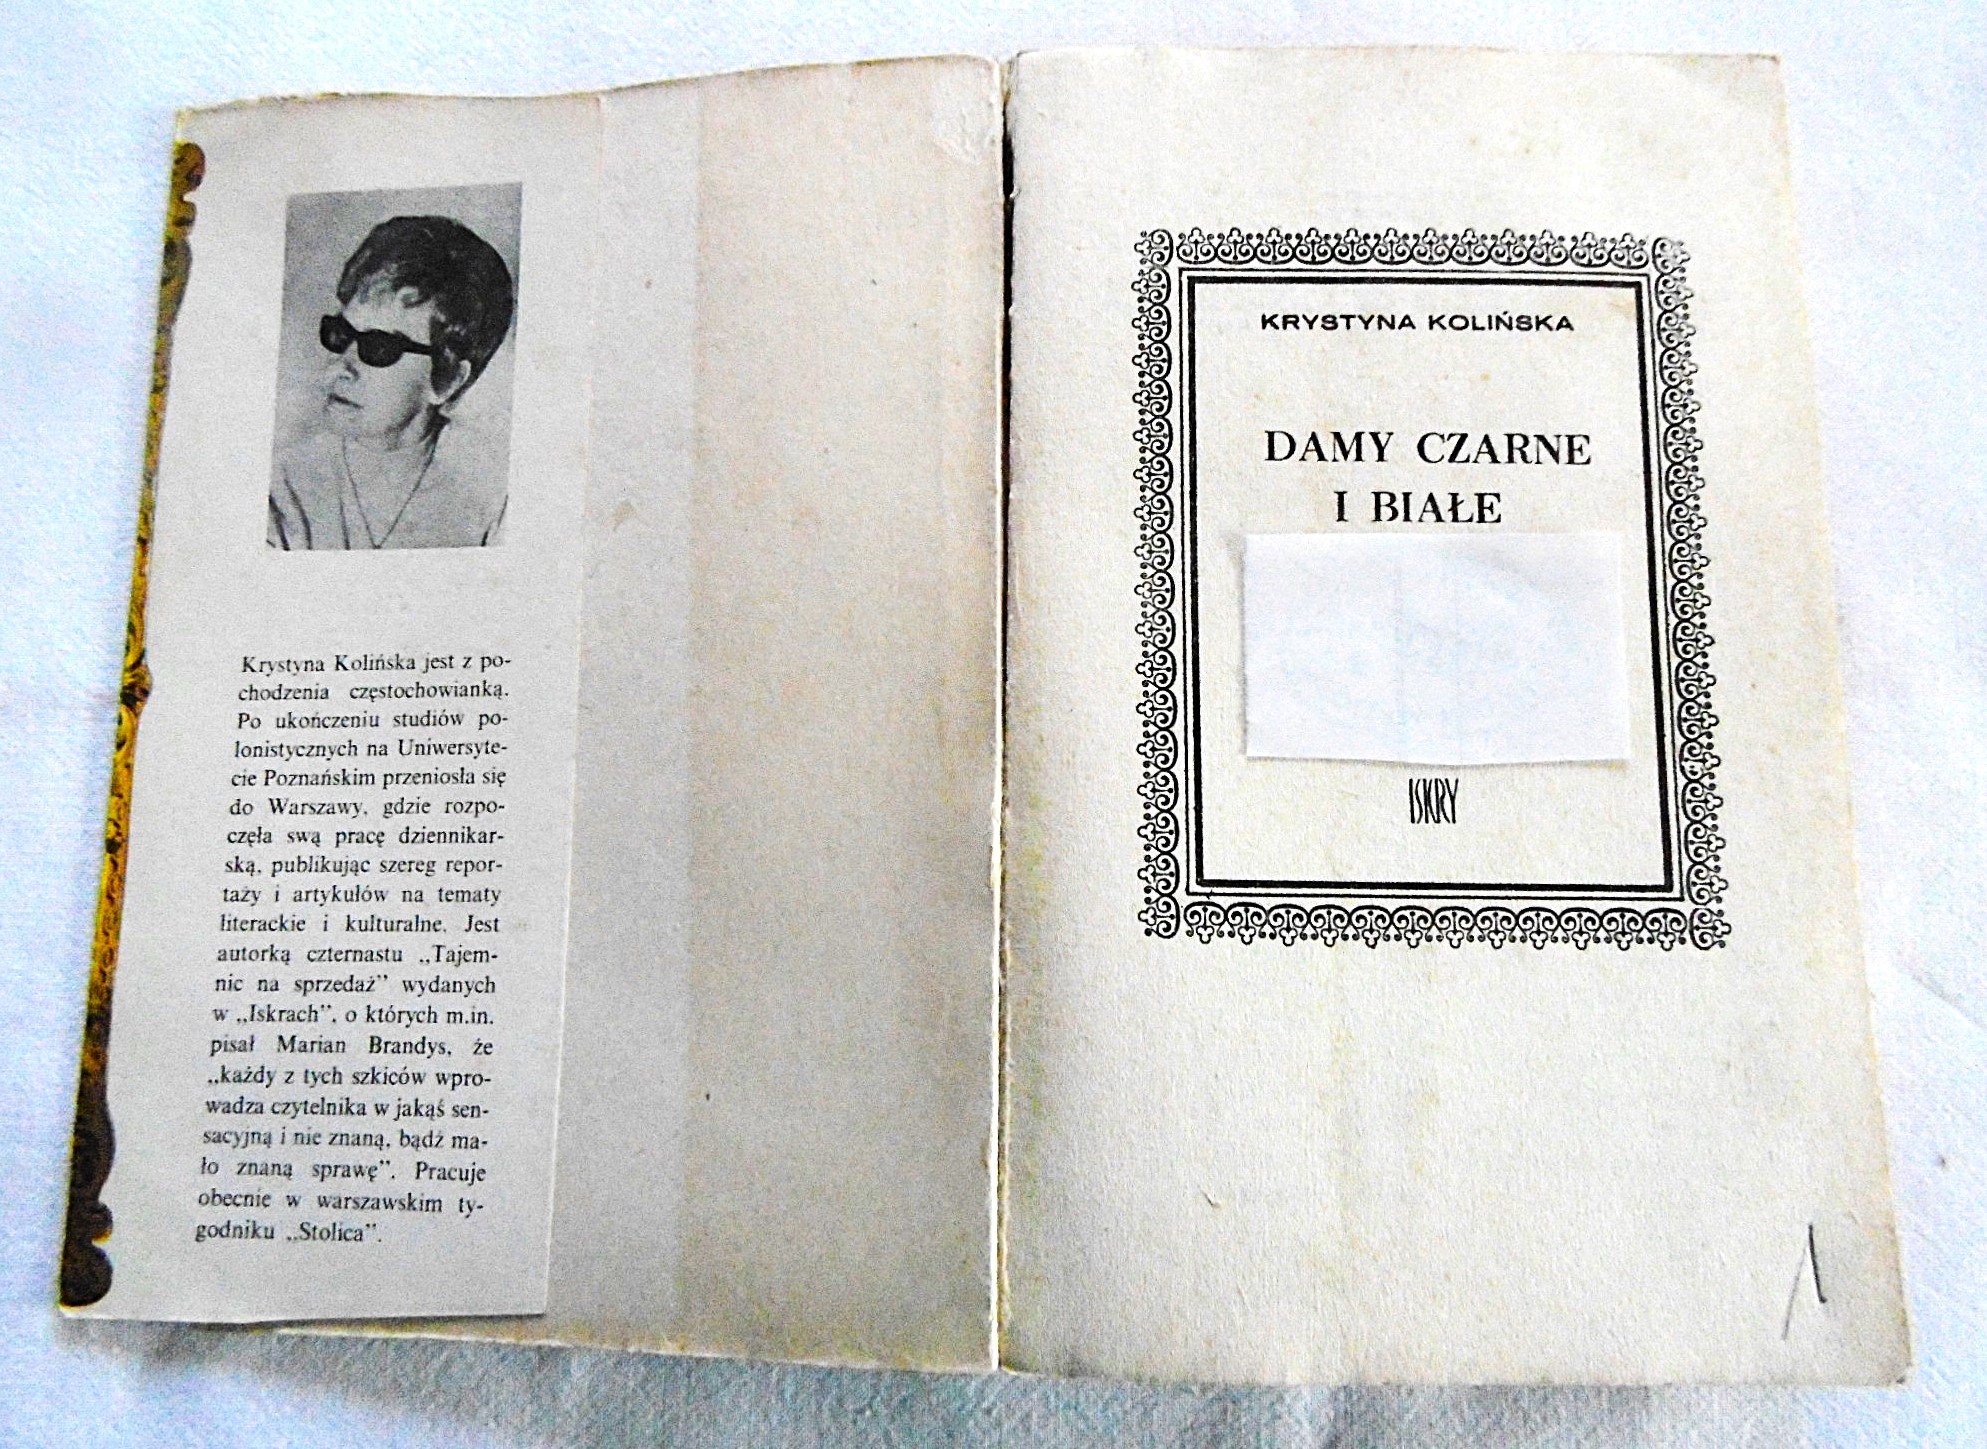 Krystyna Kolińska jest z po-
chodzenia częstochowianką.
Po ukończeniu studiów po-
lonistycznych na Uniwersyte-
cie Poznańskim przeniosła się
do Warszawy, gdzie rozpo-
częła swą pracę dziennikar-
ską, publikując szereg repor-
taży i artykułów na tematy
literackie i kulturalne. Jest
autorką czternastu „Tajem-
nic na sprzedaż” wydanych
w „Iskrach”, o których m.in.
pisał Marian Brandys, że
„każdy z tych szkiców wpro-
wadza czytelnika w jakąś sen-
sacyjną i nie znaną, bądź ma-
ło znaną sprawę”. Pracuje
obecnie w warszawskim ty-
godniku „Stolica”.
KRYSTYNA KOLIŃSKA
DAMY CZARNE
I BIAŁE
ISKRY
1